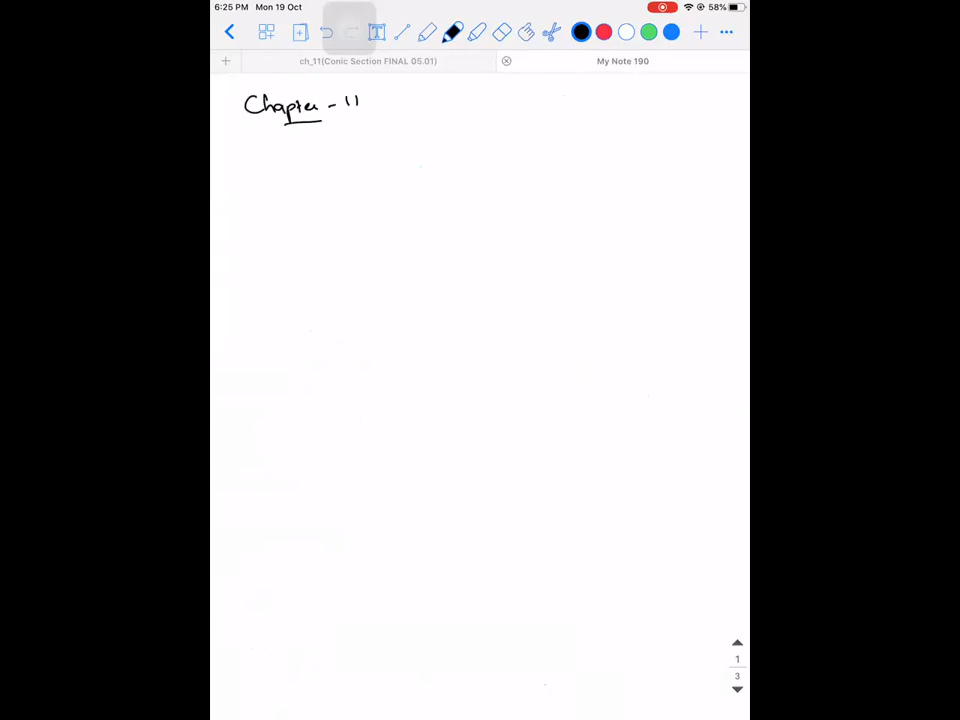 6:25 PM Mon 19 Oct 58%
T
ch_11(Conic Section FINAL 05.01) My Note 190
Chapter - 11
1
3